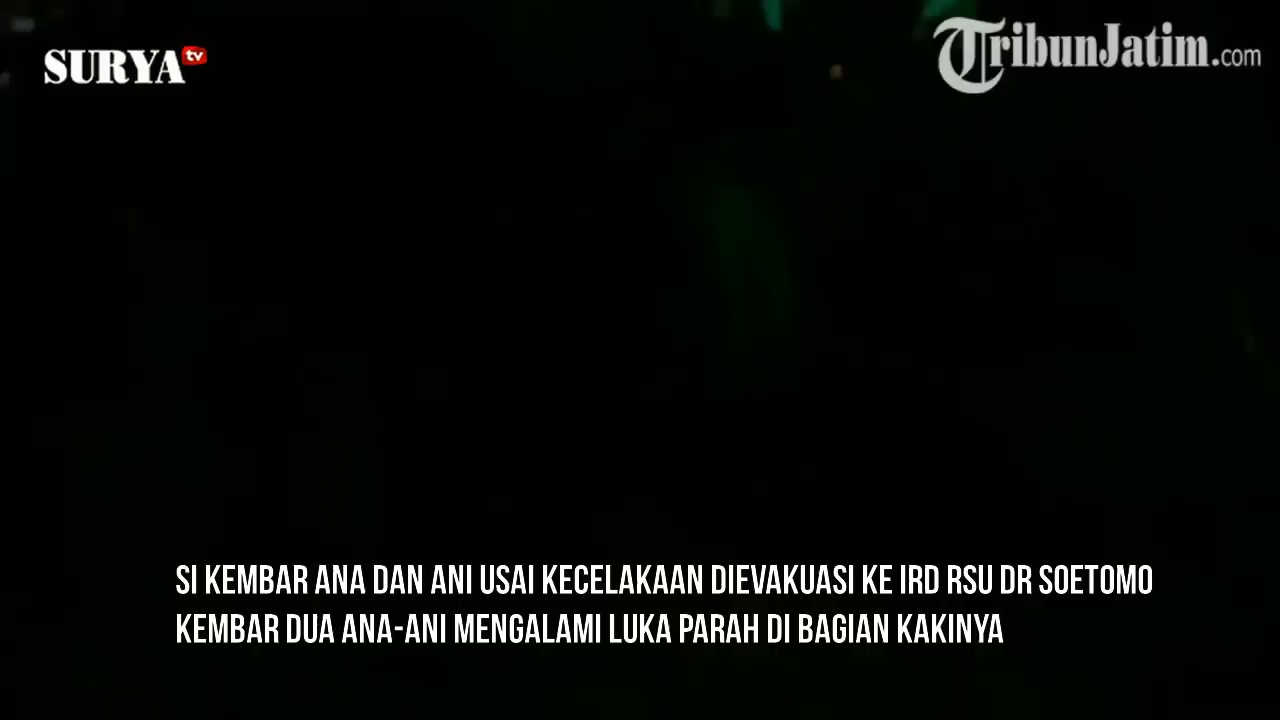 SURYA tv
TribunJatim.com
SI KEMBAR ANA DAN ANI USAI KECELAKAAN DIEVAKUASI KE IRD RSU DR SOETOMO
KEMBAR DUA ANA-ANI MENGALAMI LUKA PARAH DI BAGIAN KAKINYA